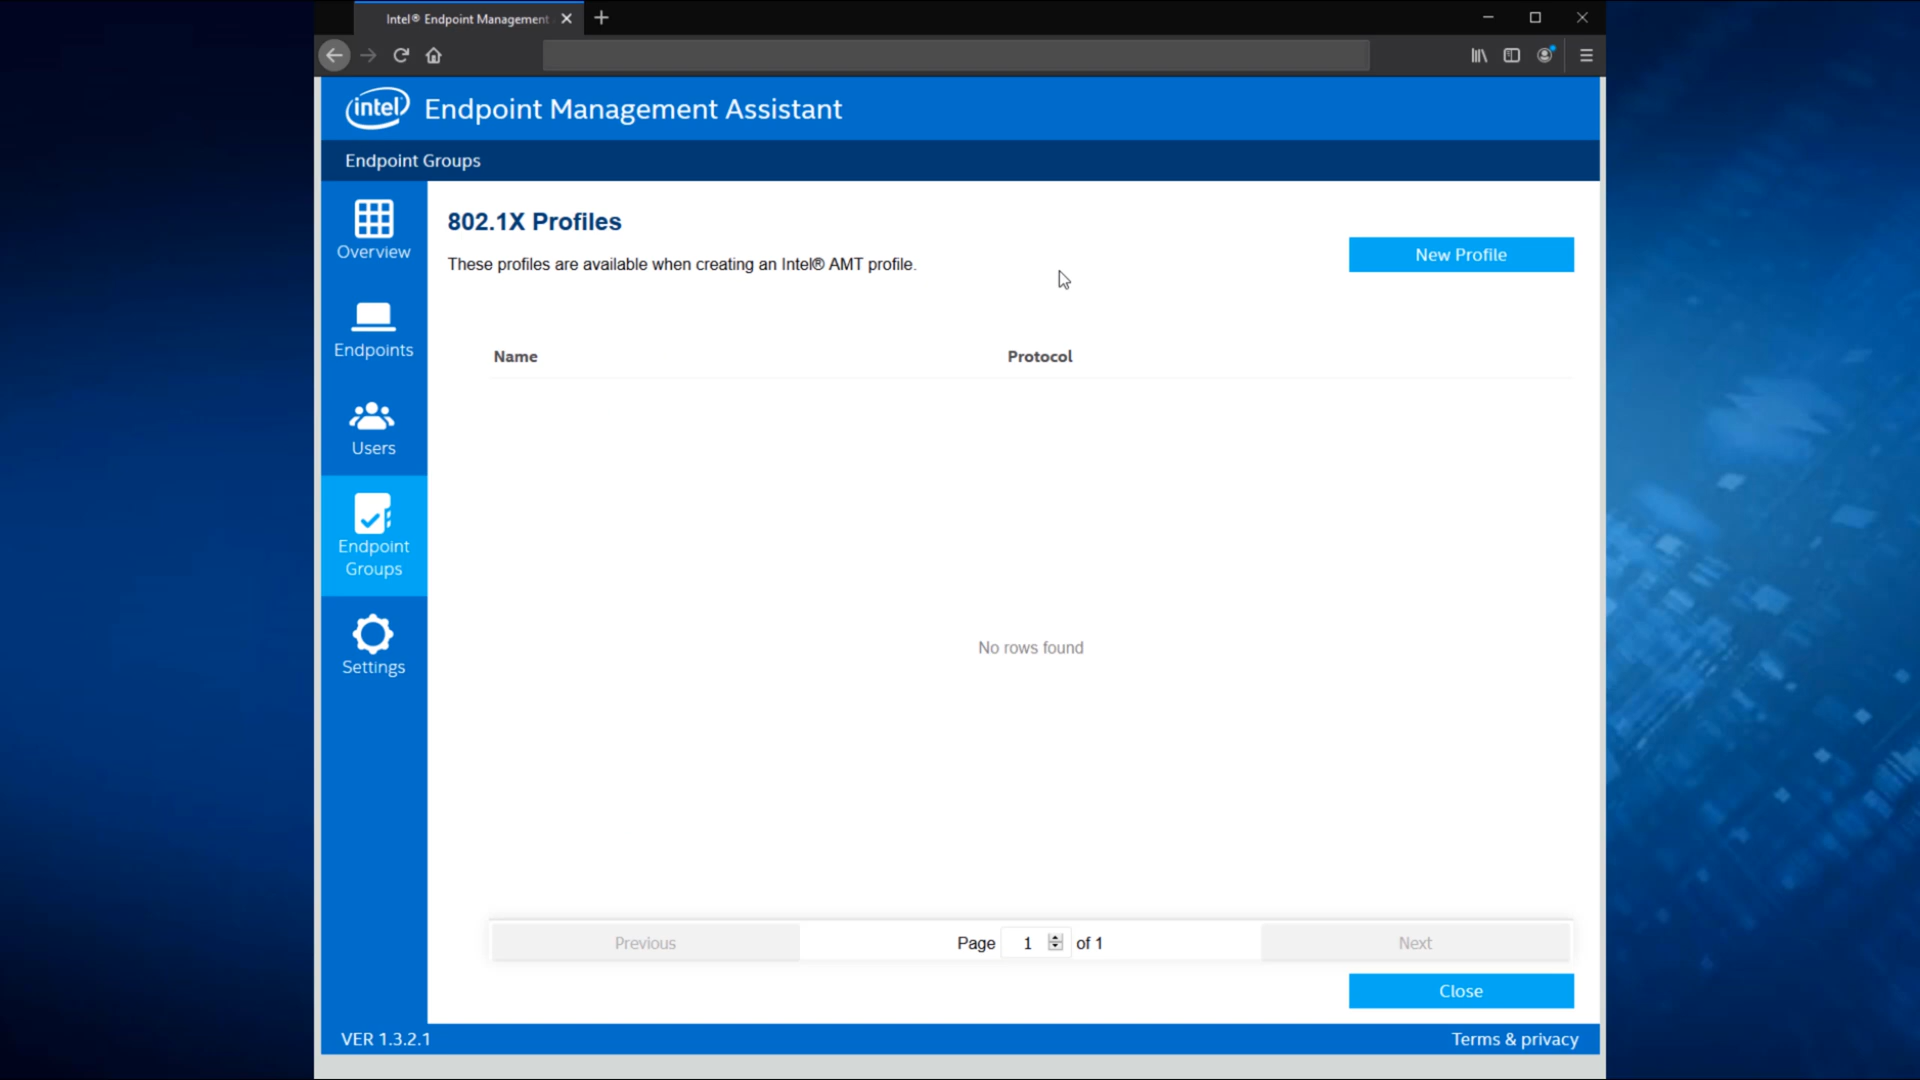 Intel® Endpoint Management
intel Endpoint Management Assistant
Endpoint Groups
Overview
Endpoints
Users
Endpoint
Groups
Settings
802.1X Profiles
These profiles are available when creating an Intel® AMT profile.
New Profile
Name Protocol
No rows found
Previous Page 1 of 1 Next
Close
VER 1.3.2.1 Terms & privacy